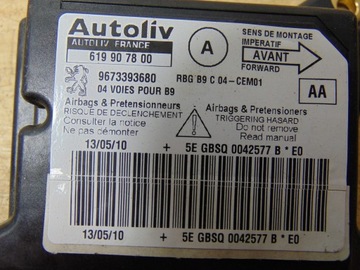 Autoliv
AUTOLIV FRANCE
619 90 78 00
A
SENS DE MONTAGE
IMPERATIF
AVANT
FORWARD
9673393680
04 VOIES POUR B9
RBG B9 C 04-CEM01
AA
Airbags & Pretensionneurs
RISQUE DE DECLENCHEMENT
Consulter la notice
Ne pas démonter
Airbags & Pretensioners
TRIGGERING HASARD
Do not remove
Read manual
13/05/10 + 5E GBSQ 0042577 B * E0
13/05/10 + 5E GBSQ 0042577 B * E0